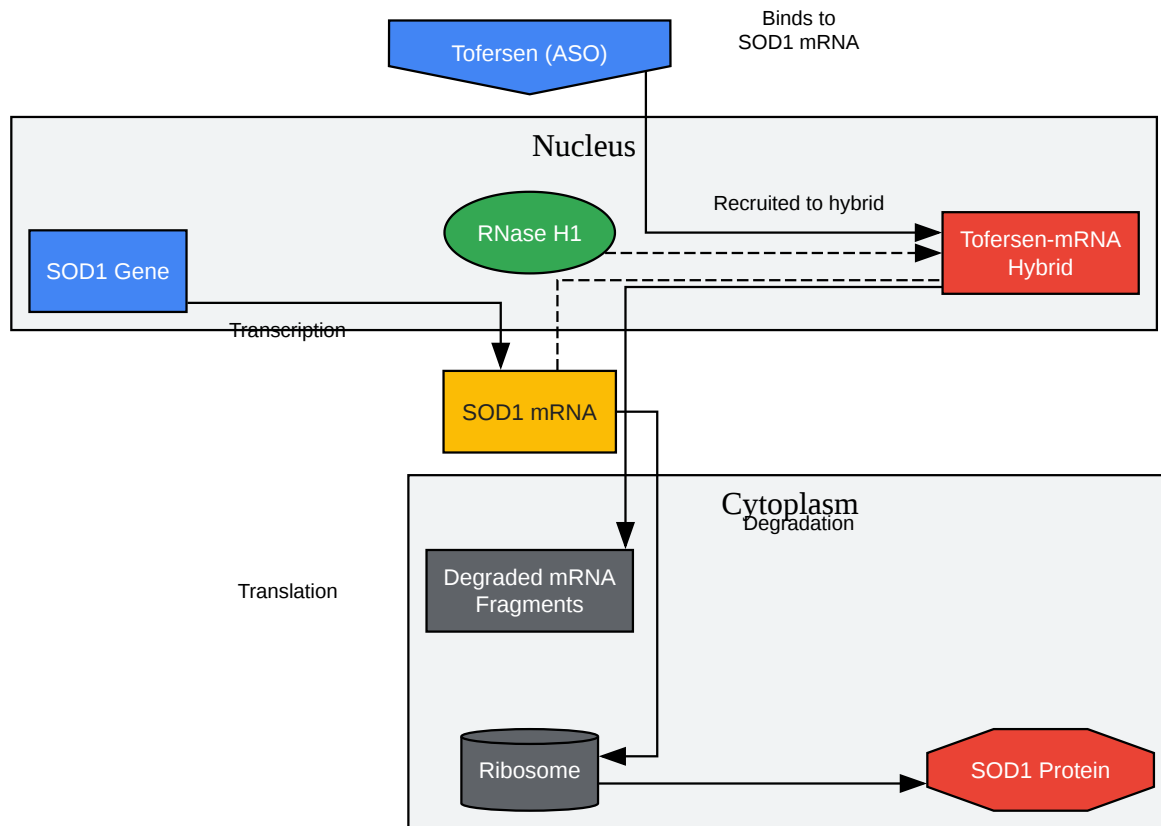 Binds to
SOD1 mRNA
Tofersen (ASO)
Nucleus
Recruited to hybrid
RNase H1
Tofersen-mRNA
Hybrid
SOD1 Gene
Transcription
SOD1 mRNA
Cytoplasm
Degradation
Degraded mRNA
Fragments
Translation
Ribosome
SOD1 Protein